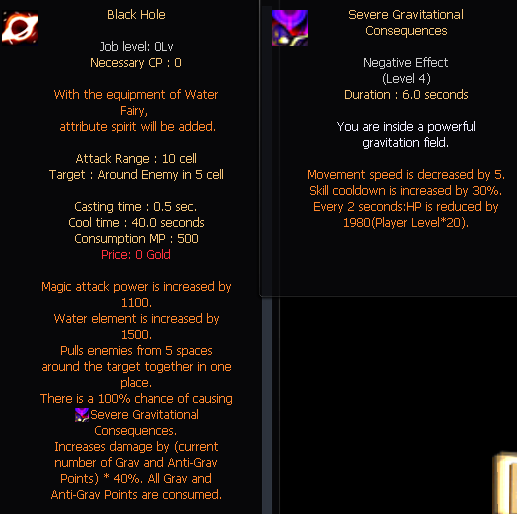 Black Hole
Job level: 0Lv
Necessary CP : 0
With the equipment of Water
Fairy,
attribute spirit will be added.
Attack Range : 10 cell
Target : Around Enemy in 5 cell
Casting time : 0.5 sec.
Cool time : 40.0 seconds
Consumption MP : 500
Price: 0 Gold
Magic attack power is increased by
1100.
Water element is increased by
1500.
Pulls enemies from 5 spaces
around the target together in one
place.
There is a 100% chance of causing
Severe Gravitational
Consequences.
Increases damage by (current
number of Grav and Anti-Grav
Points) * 40%. All Grav and
Anti-Grav Points are consumed.
Severe Gravitational
Consequences
Negative Effect
(Level 4)
Duration : 6.0 seconds
You are inside a powerful
gravitation field.
Movement speed is decreased by 5.
Skill cooldown is increased by 30%.
Every 2 seconds:HP is reduced by
1980(Player Level*20).